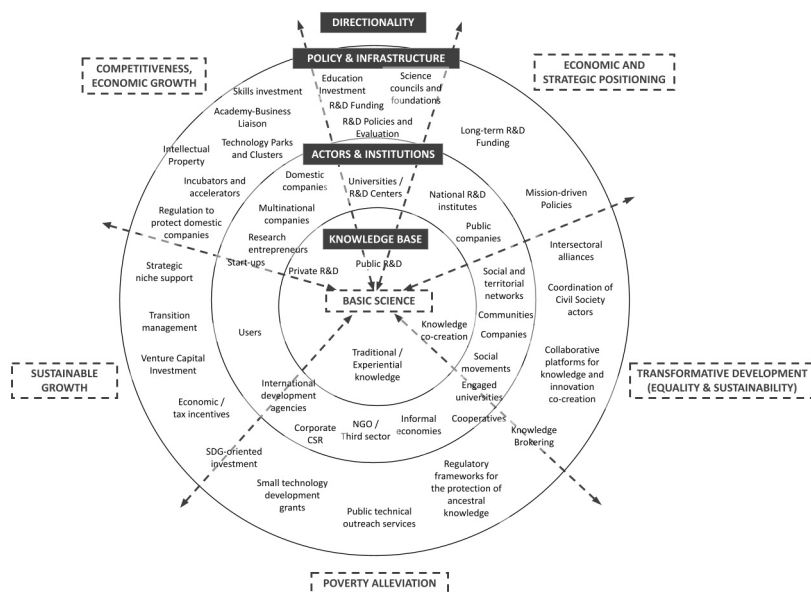 DIRECTIONALITY
POLICY & INFRASTRUCTURE
COMPETITIVENESS,
ECONOMIC GROWTH
ECONOMIC AND
STRATEGIC POSITIONING
Skills investment
Education
Investment
Science
councils and
foundations
R&D Funding
Academy-Business
Liaison
R&D Policies and
Evaluation
Long-term R&D
Funding
Intellectual
Property
Technology Parks
and Clusters
ACTORS & INSTITUTIONS
Incubators and
accelerators
Domestic
companies
Universities /
R&D Centers
National R&D
institutes
Mission-driven
Policies
Regulation to
protect domestic
companies
Multinational
companies
Public
companies
KNOWLEDGE BASE
Research
entrepreneurs
Start-ups
Private R&D
Public R&D
Intersectoral
alliances
Strategic
niche support
BASIC SCIENCE
Social and
territorial
networks
Coordination of
Civil Society
actors
Transition
management
Users
Knowledge
co-creation
Communities
Companies
Venture Capital
Investment
Traditional /
Experiential
knowledge
Social
movements
Collaborative
platforms for
knowledge and
innovation
co-creation
SUSTAINABLE
GROWTH
TRANSFORMATIVE DEVELOPMENT
(EQUALITY & SUSTAINABILITY)
Economic /
tax incentives
International
development
agencies
Engaged
universities
Corporate
CSR
NGO /
Third sector
Informal
economies
Cooperatives
Knowledge
Brokering
SDG-oriented
investment
Small technology
development
grants
Public technical
outreach services
Regulatory
frameworks for
the protection of
ancestral
knowledge
POVERTY ALLEVIATION